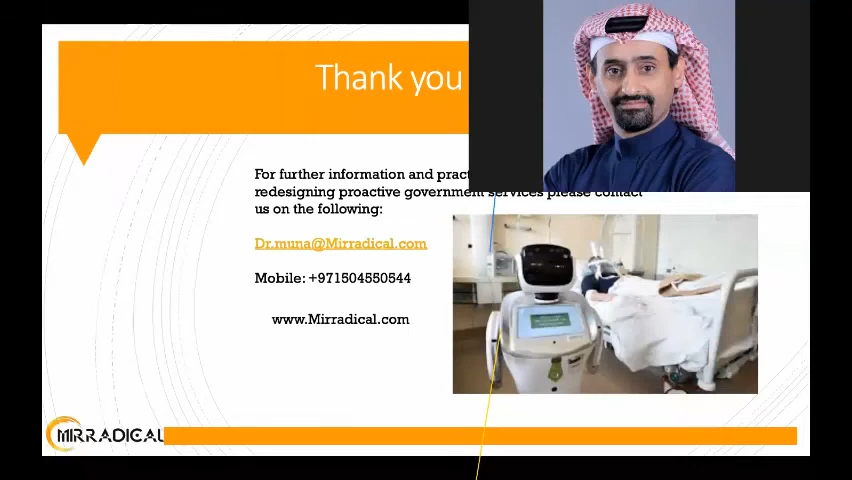 Thank you
For further information and pract
redesigning proactive government services please contact
us on the following:
Dr.muna@Mirradical.com
Mobile: +971504550544
www.Mirradical.com
MIRRADICAL